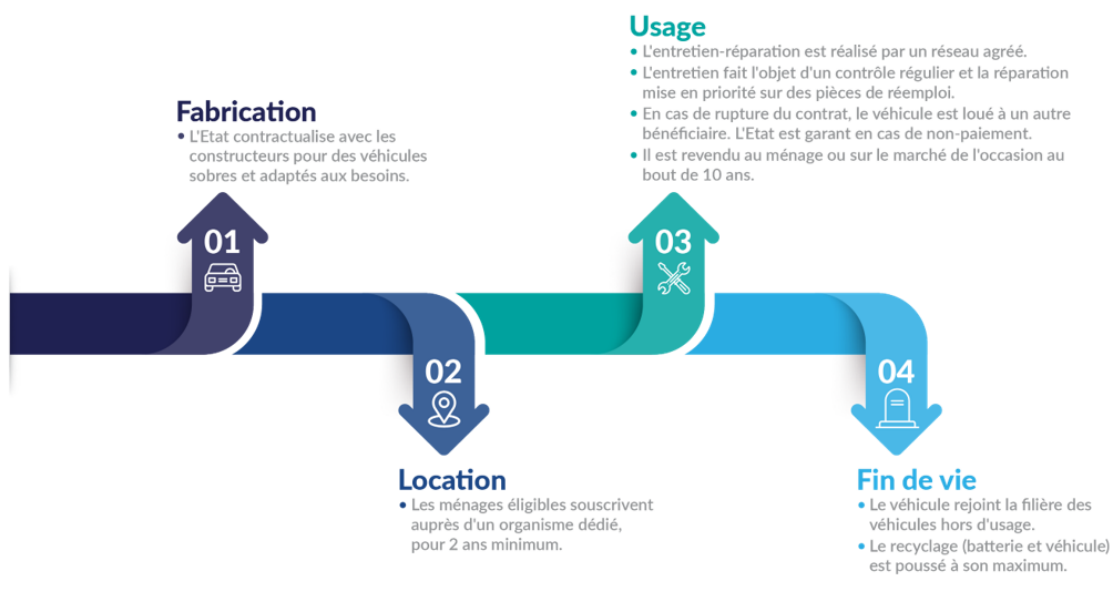 Fabrication
• L'Etat contractualise avec les
constructeurs pour des véhicules
sobres et adaptés aux besoins.
01
02
Location
• Les ménages éligibles souscrivent
auprès d'un organisme dédié,
pour 2 ans minimum.
Usage
• L'entretien-réparation est réalisé par un réseau agréé.
• L'entretien fait l'objet d'un contrôle régulier et la réparation
mise en priorité sur des pièces de réemploi.
• En cas de rupture du contrat, le véhicule est loué à un autre
bénéficiaire. L'Etat est garant en cas de non-paiement.
• Il est revendu au ménage ou sur le marché de l'occasion au
bout de 10 ans.
03
04
Fin de vie
• Le véhicule rejoint la filière des
véhicules hors d'usage.
• Le recyclage (batterie et véhicule)
est poussé à son maximum.